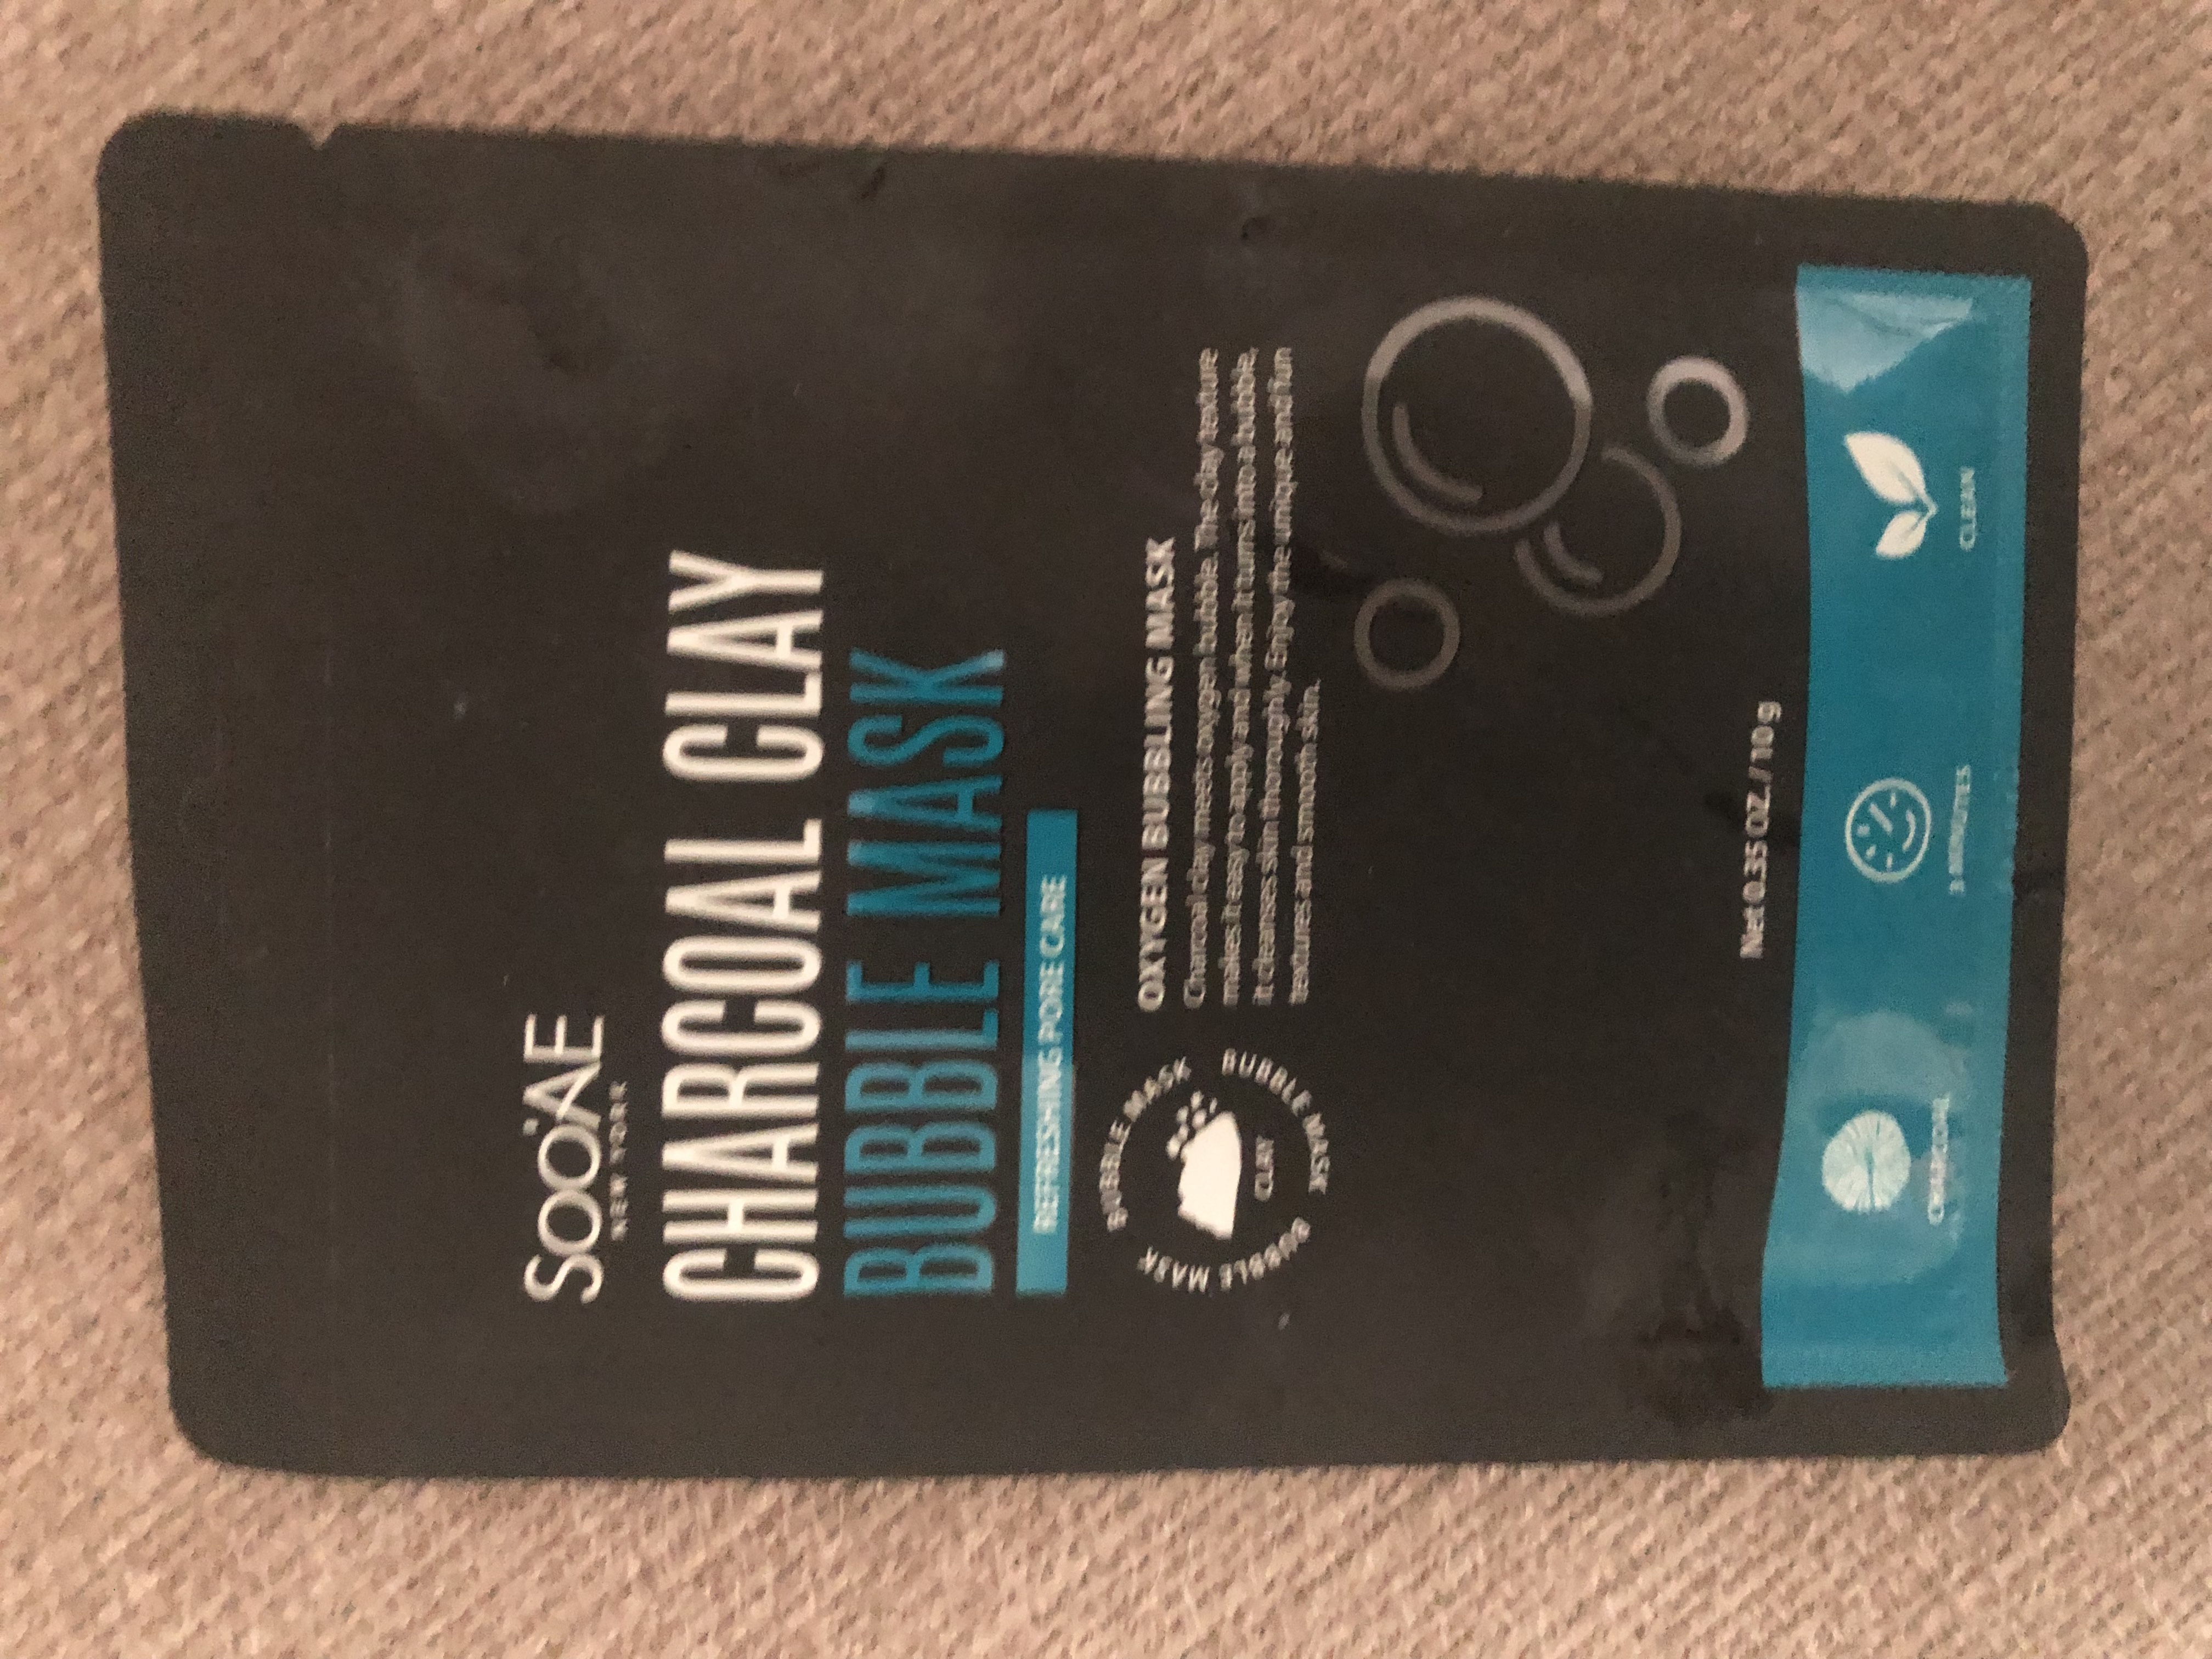 SOO'AE
NEW YORK
CHARCOAL CLAY
BUBBLE MASK
REFRESHING PORE CARE
BUBBLE MASK BUBBLE MASK BUBBLE MASK
CLAY
OXYGEN BUBBLING MASK
Charcoal clay meets oxygen bubble. The clay texture
makes it easy to apply and when it turns into a bubble,
it cleanses skin thoroughly. Enjoy the unique and fun
textures and smooth skin.
Net 0.35 OZ. / 10 g
CHARCOAL
3 MINUTES
CLEAN